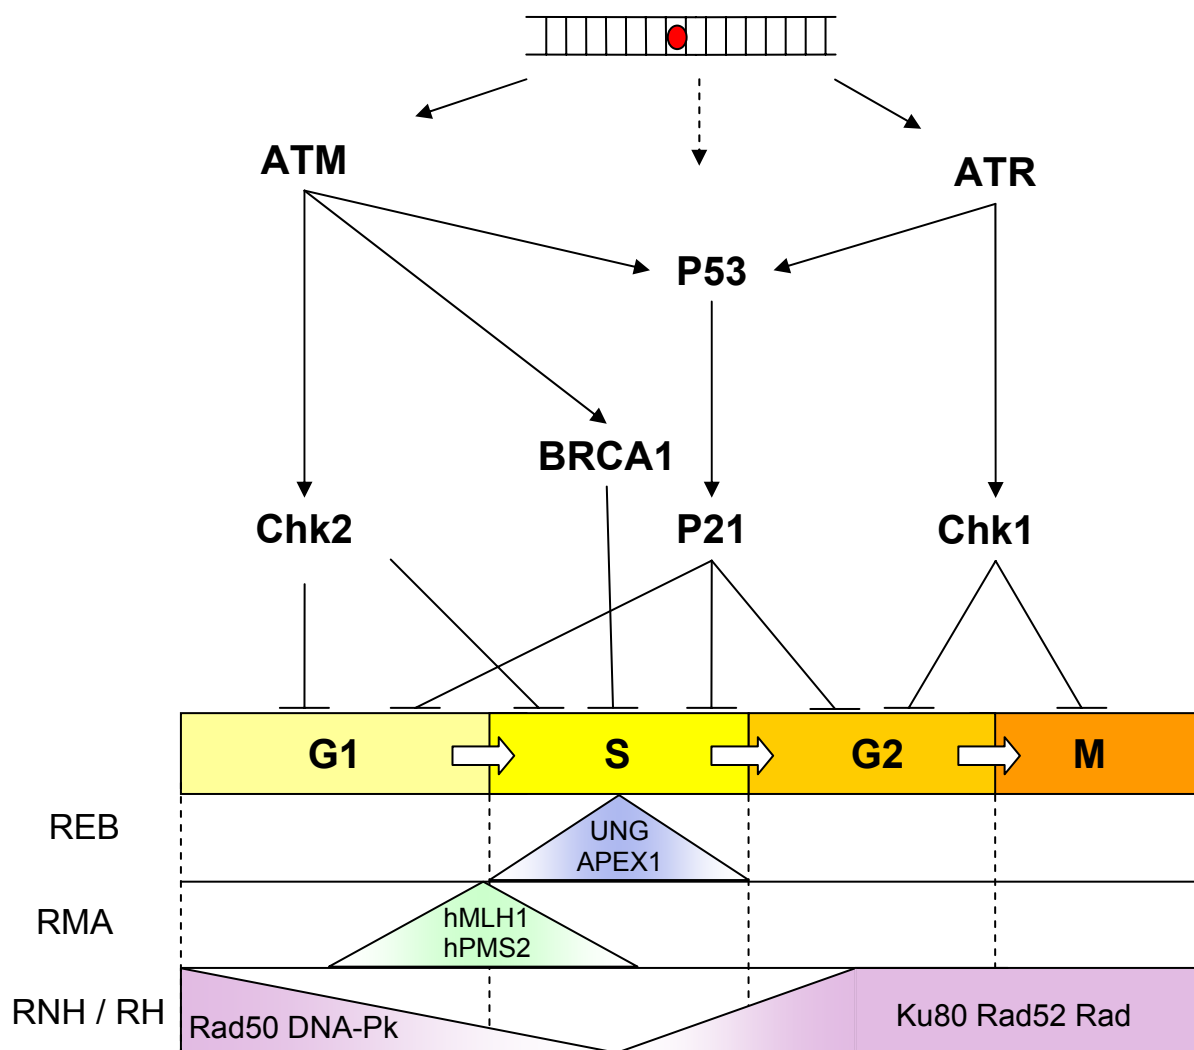 ATM
ATR
P53
BRCA1
Chk2
P21
Chk1
G1
S
G2
M
REB
UNG
APEX1
RMA
hMLH1
hPMS2
RNH / RH
Rad50 DNA-Pk
Ku80 Rad52 Rad